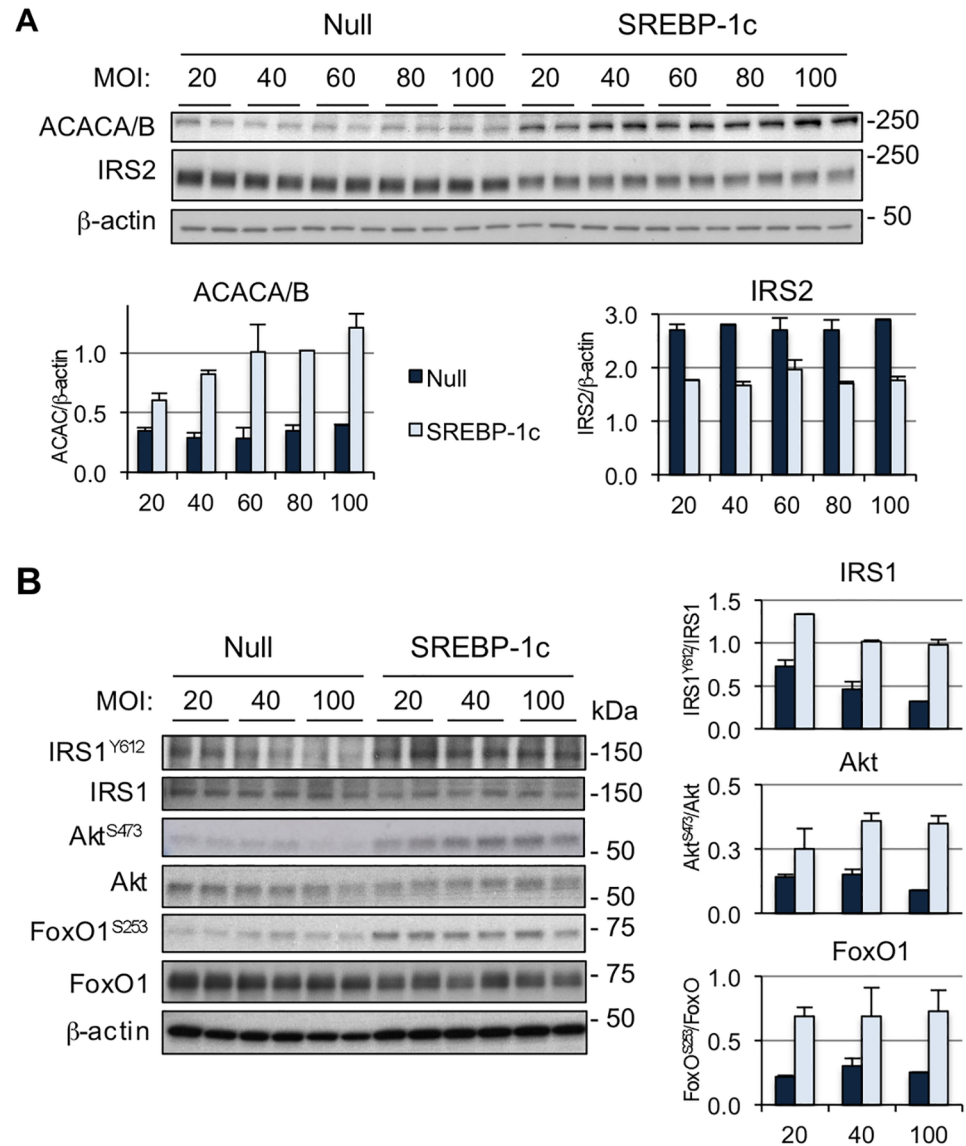 A
Null SREBP-1c
MOI: 20 40 60 80 100 20 40 60 80 100
ACACA/B -250
IRS2 -250
β-actin - 50
ACACA/B
ACAC/β-actin
1.0
0.5
0.0
20 40 60 80 100
Null
SREBP-1c
IRS2
IRS2/β-actin
3.0
2.0
1.0
0.0
20 40 60 80 100
B
Null SREBP-1c
MOI: 20 40 100 20 40 100 kDa
IRS1Y612 -150
IRS1 -150
AktS473 - 50
Akt - 50
FoxO1S253 - 75
FoxO1 - 75
β-actin - 50
IRS1
IRS1Y612/IRS1
1.5
1.0
0.5
0.0
Akt
AktS473/Akt
0.5
0.3
0.0
FoxO1
FoxOS253/FoxO
1.0
0.5
0.0
20 40 100